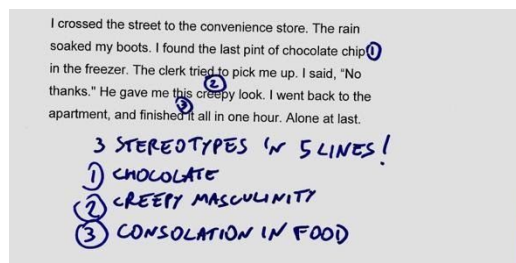 I crossed the street to the convenience store. The rain
soaked my boots. I found the last pint of chocolate chip ①
in the freezer. The clerk tried to pick me up. I said, “No
②
thanks." He gave me this creepy look. I went back to the
③
apartment, and finished it all in one hour. Alone at last.
3 STEREOTYPES 'N 5 LINES!
1) CHOCOLATE
② CREEPY MASCULINITY
③ CONSOLATION IN FOOD